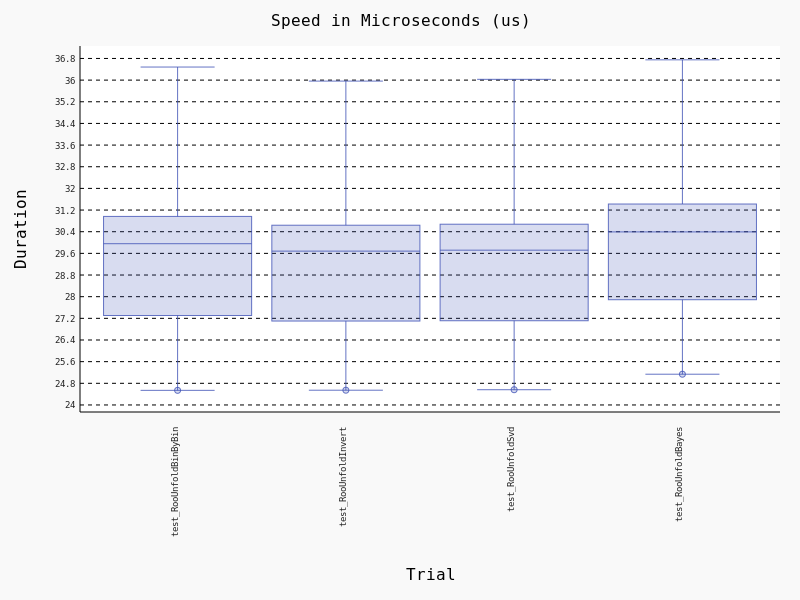 Speed in Microseconds (us)
Duration
36.8
36
35.2
34.4
33.6
32.8
32
31.2
30.4
29.6
28.8
28
27.2
26.4
25.6
24.8
24
test_RooUnfoldBinByBin
test_RooUnfoldInvert
test_RooUnfoldSvd
test_RooUnfoldBayes
Trial